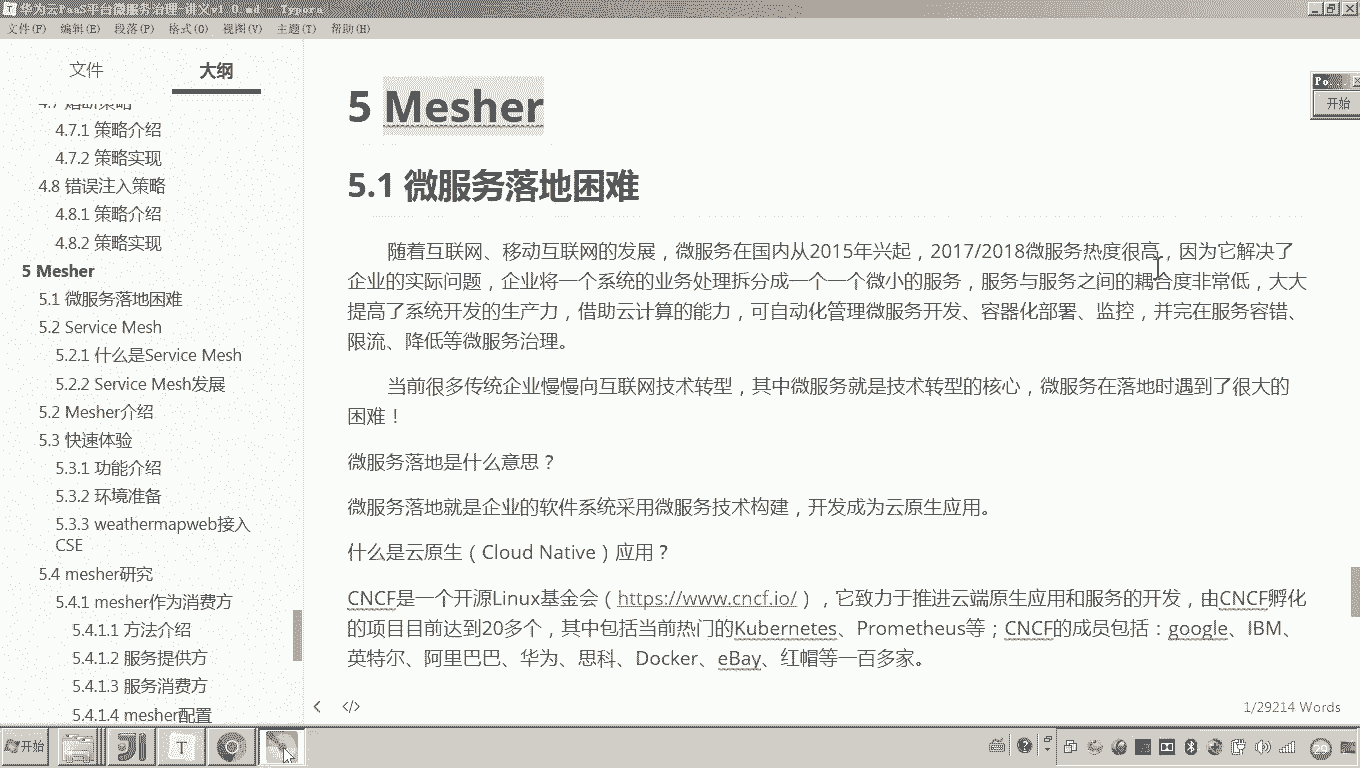 华为云PaaS平台微服务治理-讲义v1.0.md - Typora
文件(F) 编辑(E) 段落(P) 格式(O) 视图(V) 主题(T) 帮助(H)
文件 大纲
4.7 熔断策略
4.7.1 策略介绍
4.7.2 策略实现
4.8 错误注入策略
4.8.1 策略介绍
4.8.2 策略实现
5 Mesher
5.1 微服务落地困难
5.2 Service Mesh
5.2.1 什么是Service Mesh
5.2.2 Service Mesh发展
5.2 Mesher介绍
5.3 快速体验
5.3.1 功能介绍
5.3.2 环境准备
5.3.3 weathermapweb接入
CSE
5.4 mesher研究
5.4.1 mesher作为消费方
5.4.1.1 方法介绍
5.4.1.2 服务提供方
5.4.1.3 服务消费方
5.4.1.4 mesher配置
5 Mesher
5.1 微服务落地困难
随着互联网、移动互联网的发展，微服务在国内从2015年兴起，2017/2018微服务热度很高，因为它解决了
企业的实际问题，企业将一个系统的业务处理拆分成一个一个微小的服务，服务与服务之间的耦合度非常低，大大
提高了系统开发的生产力，借助云计算的能力，可自动化管理微服务开发、容器化部署、监控，并完在服务容错、
限流、降低等微服务治理。
当前很多传统企业慢慢向互联网技术转型，其中微服务就是技术转型的核心，微服务在落地时遇到了很大的
困难！
微服务落地是什么意思？
微服务落地就是企业的软件系统采用微服务技术构建，开发成为云原生应用。
什么是云原生（Cloud Native）应用？
CNCF是一个开源Linux基金会（https://www.cncf.io/），它致力于推进云端原生应用和服务的开发，由CNCF孵化
的项目目前达到20多个，其中包括当前热门的Kubernetes、Prometheus等；CNCF的成员包括：google、IBM、
英特尔、阿里巴巴、华为、思科、Docker、eBay、红帽等一百多家。
1/29214 Words
Po
开始
开始
20